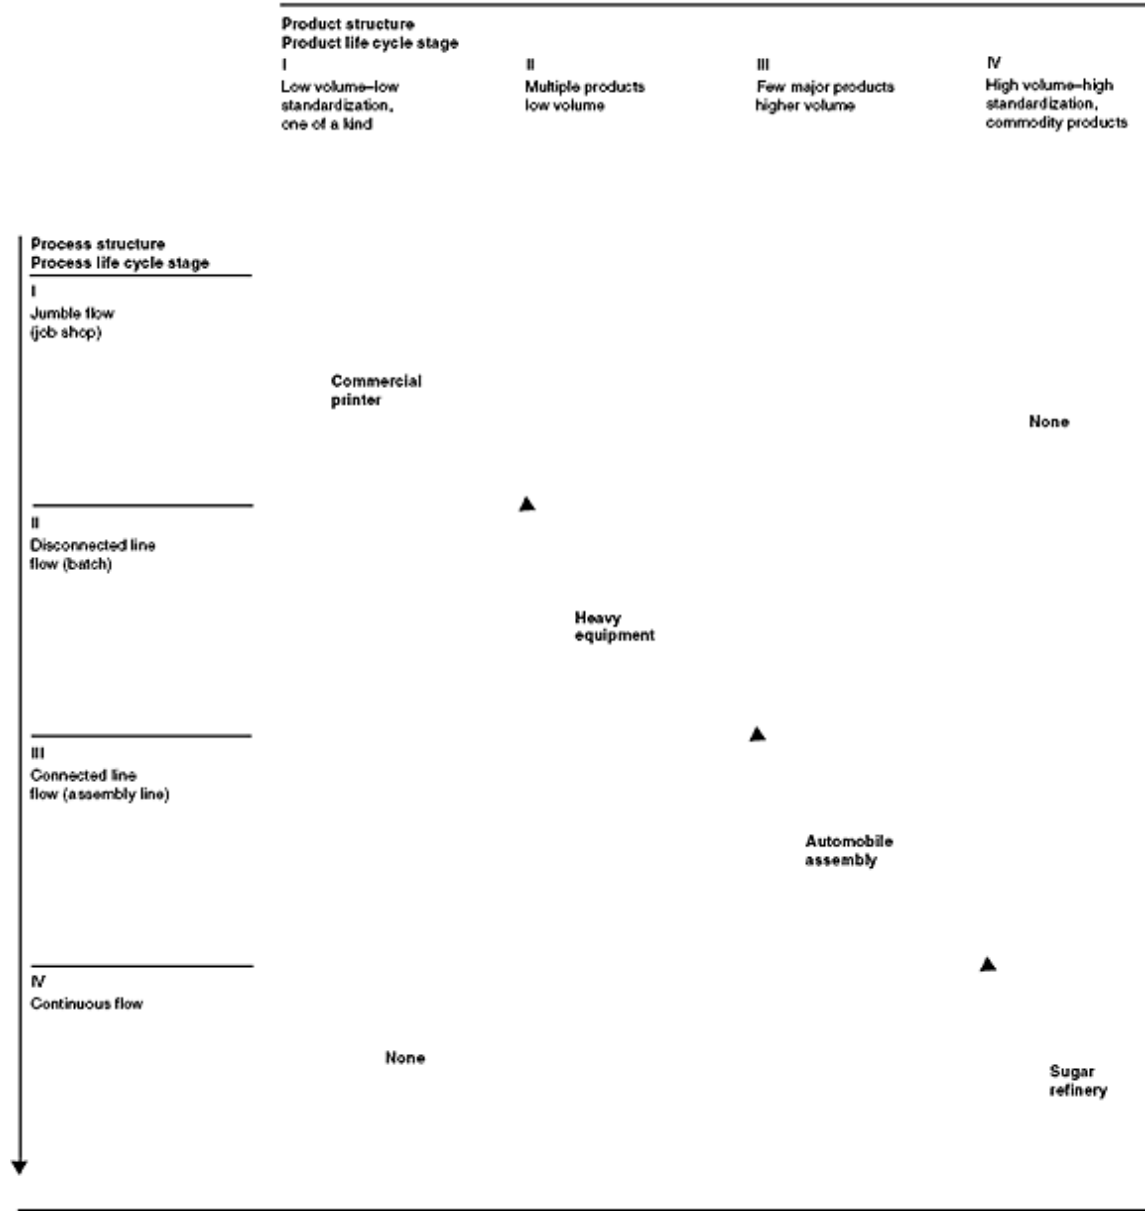 Product structure
Product life cycle stage
I
Low volume–low
standardization,
one of a kind
II
Multiple products
low volume
III
Few major products
higher volume
IV
High volume–high
standardization,
commodity products
Process structure
Process life cycle stage
I
Jumble flow
(job shop)
Commercial
printer
None
II
Disconnected line
flow (batch)
Heavy
equipment
III
Connected line
flow (assembly line)
Automobile
assembly
IV
Continuous flow
None
Sugar
refinery